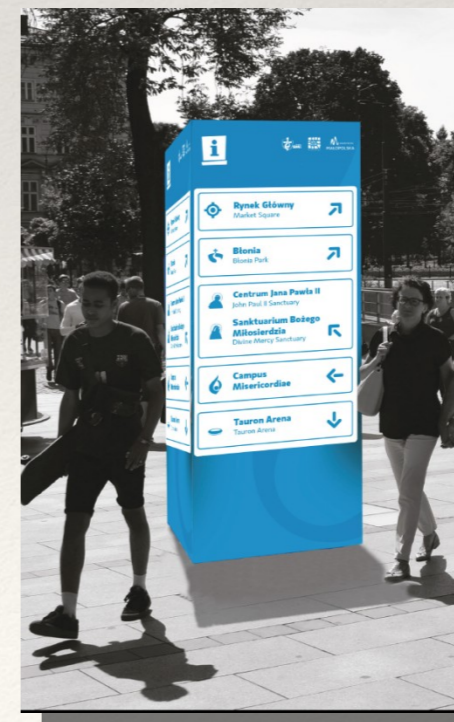 i
Rynek Główny
Market Square
Błonia
Błonia Park
Centrum Jana Pawła II
John Paul II Sanctuary
Sanktuarium Bożego
Miłosierdzia
Divine Mercy Sanctuary
Campus
Misericordiae
Tauron Arena
Tauron Arena